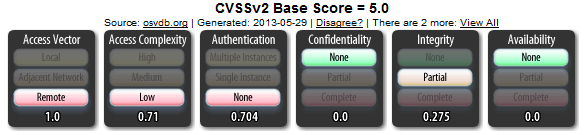 CVSSv2 Base Score = 5.0
Source: osvdb.org | Generated: 2013-05-29 | Disagree? | There are 2 more: View All
Access Vector Access Complexity Authentication Confidentiality Integrity Availability
Local High Multiple Instances None None None
Adjacent Network Medium Single Instance Partial Partial Partial
Remote Low None Complete Complete Complete
1.0 0.71 0.704 0.0 0.275 0.0